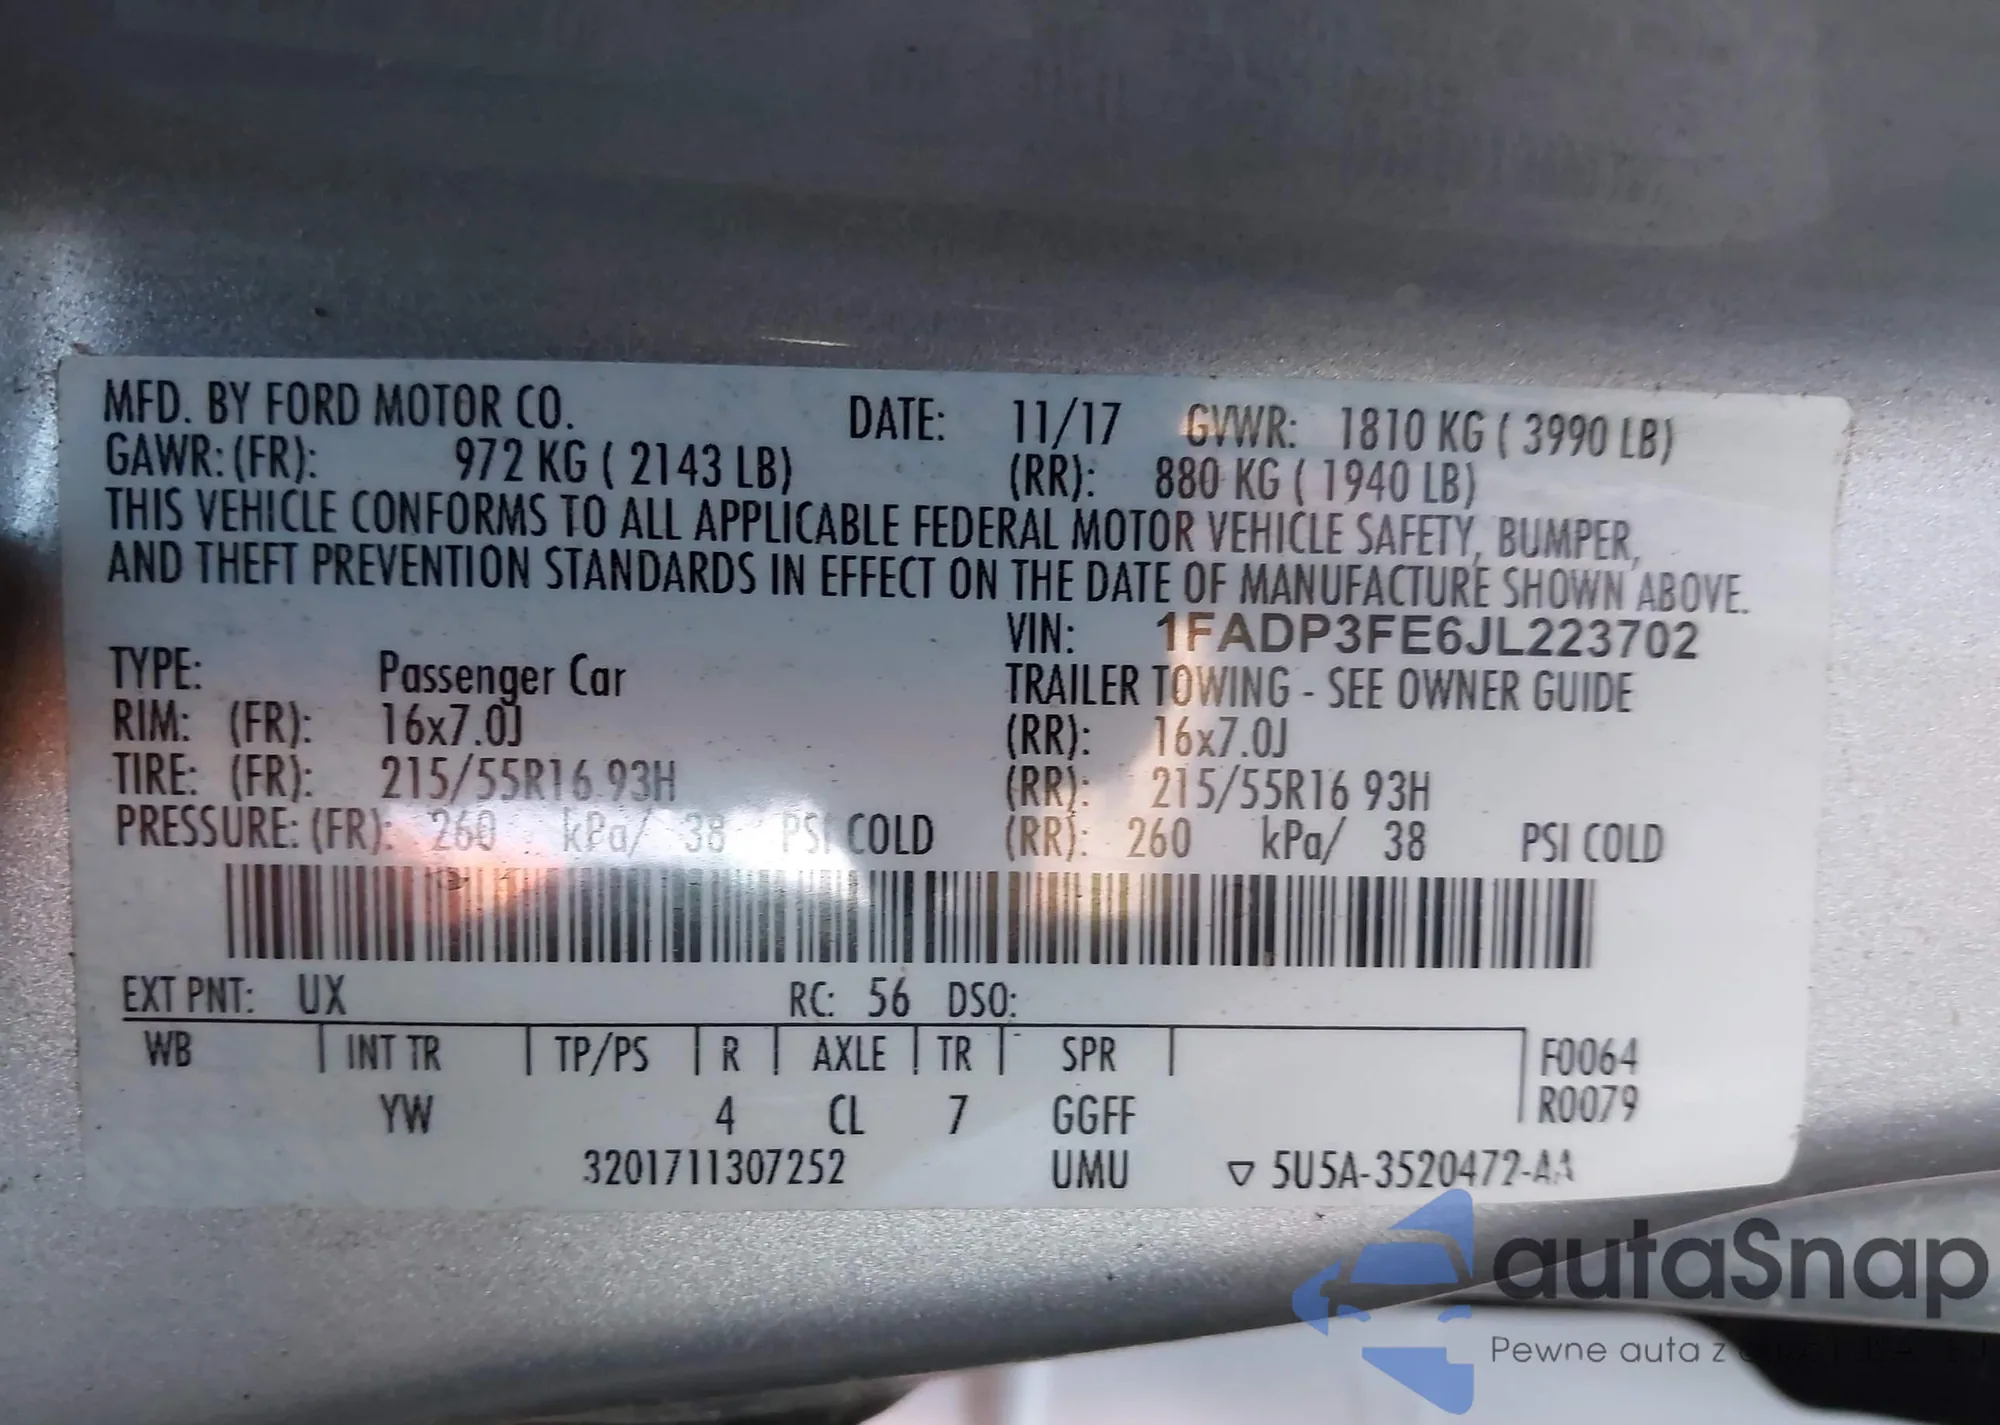 MFD. BY FORD MOTOR CO. DATE: 11/17 GVWR: 1810 KG ( 3990 LB)
GAWR: (FR): 972 KG ( 2143 LB) (RR): 880 KG ( 1940 LB)
THIS VEHICLE CONFORMS TO ALL APPLICABLE FEDERAL MOTOR VEHICLE SAFETY, BUMPER,
AND THEFT PREVENTION STANDARDS IN EFFECT ON THE DATE OF MANUFACTURE SHOWN ABOVE.
VIN: 1FADP3FE6JL223702
TYPE: Passenger Car TRAILER TOWING - SEE OWNER GUIDE
RIM: (FR): 16x7.0J (RR): 16x7.0J
TIRE: (FR): 215/55R16 93H (RR): 215/55R16 93H
PRESSURE: (FR): 260 kPa/ 38 PSI COLD (RR): 260 kPa/ 38 PSI COLD
EXT PNT: UX RC: 56 DSO:
WB INT TR TP/PS R AXLE TR SPR F0064
YW 4 CL 7 GGFF R0079
3201711307252 UMU ▽ 5U5A-3520472-AA
autaSnap
Pewne auta z